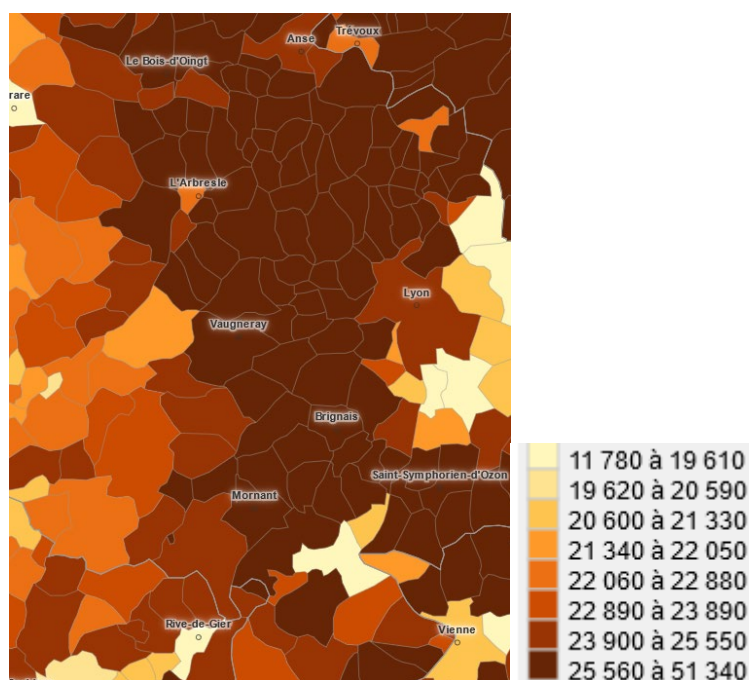 Trévoux
Anse
Le Bois-d'Oingt
rare
L'Arbresle
Lyon
Vaugneray
Brignais
Saint-Symphorien-d'Ozon
Mornant
Rive-de-Gier
Vienne
11 780 à 19 610
19 620 à 20 590
20 600 à 21 330
21 340 à 22 050
22 060 à 22 880
22 890 à 23 890
23 900 à 25 550
25 560 à 51 340